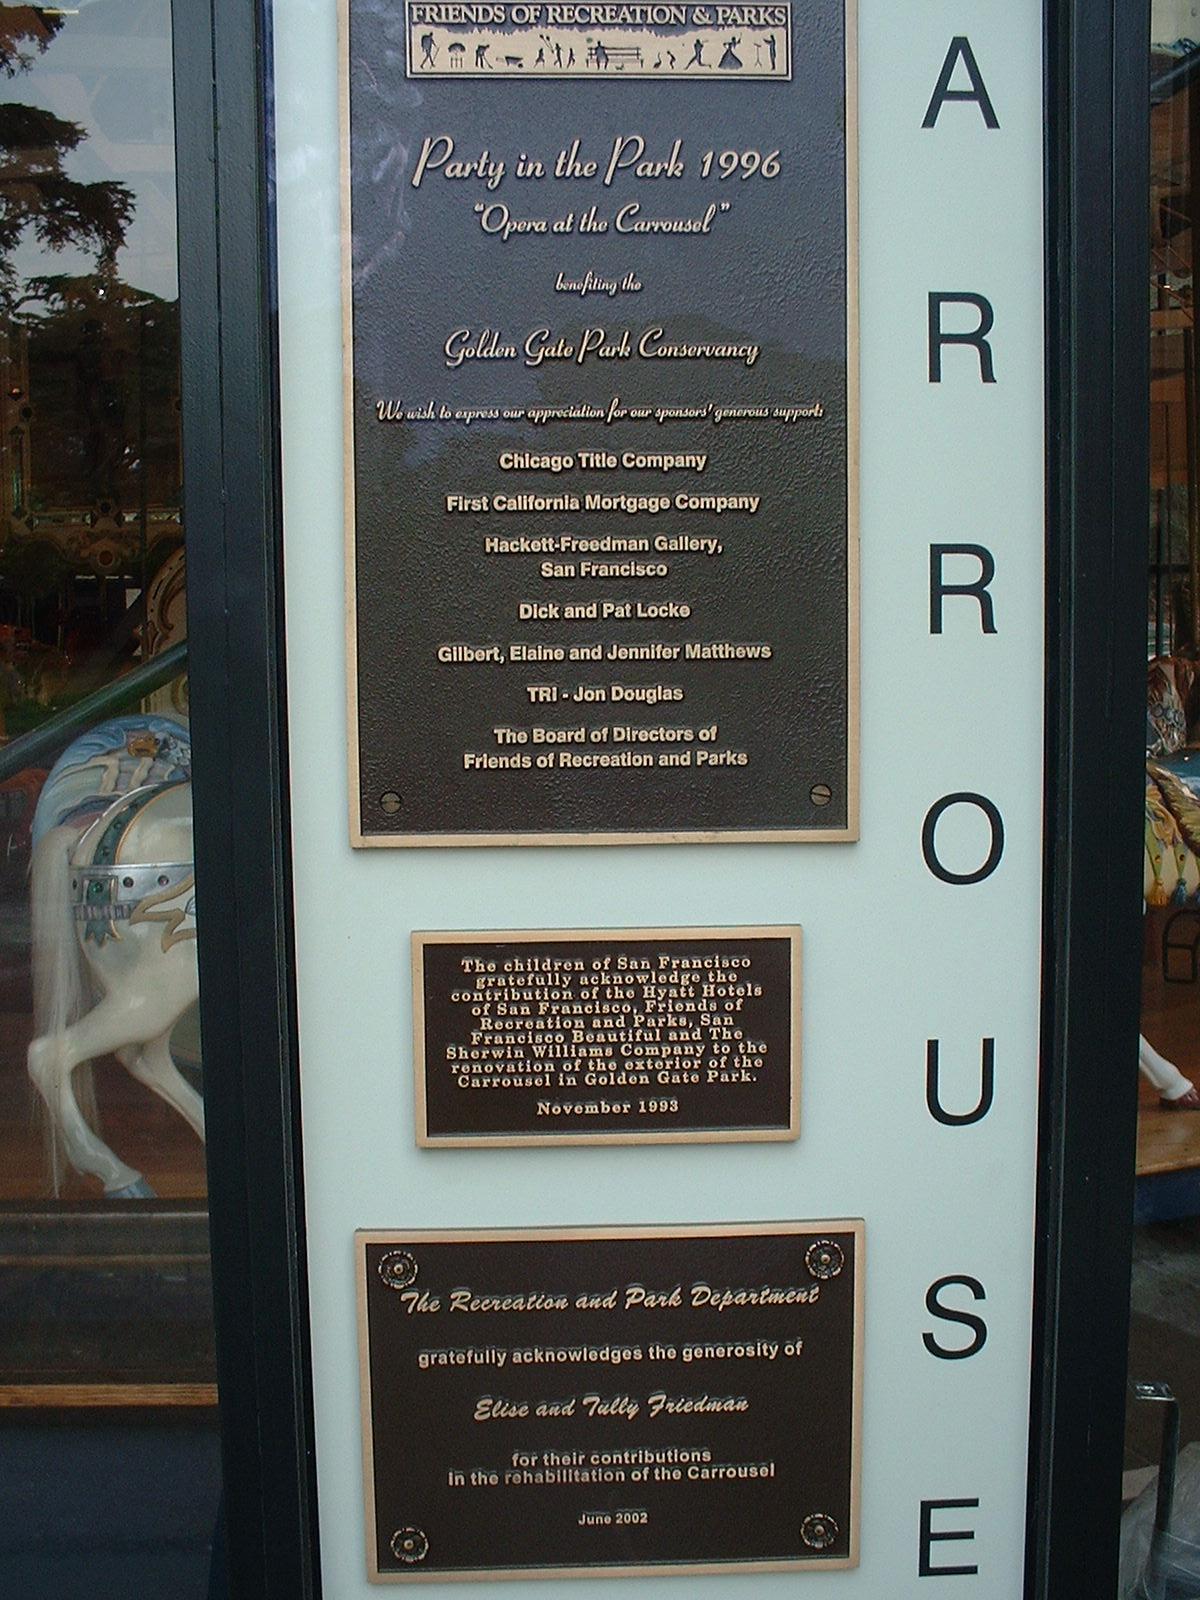 FRIENDS OF RECREATION & PARKS
Party in the Park 1996
"Opera at the Carrousel"
benefiting the
Golden Gate Park Conservancy
We wish to express our appreciation for our sponsors' generous support:
Chicago Title Company
First California Mortgage Company
Hackett-Freedman Gallery,
San Francisco
Dick and Pat Locke
Gilbert, Elaine and Jennifer Matthews
TRI - Jon Douglas
The Board of Directors of
Friends of Recreation and Parks
The children of San Francisco
gratefully acknowledge the
contribution of the Hyatt Hotels
of San Francisco, Friends of
Recreation and Parks, San
Francisco Beautiful and The
Sherwin Williams Company to the
renovation of the exterior of the
Carrousel in Golden Gate Park.
November 1993
The Recreation and Park Department
gratefully acknowledges the generosity of
Elise and Tully Friedman
for their contributions
in the rehabilitation of the Carrousel
June 2002
A
R
R
O
U
S
E